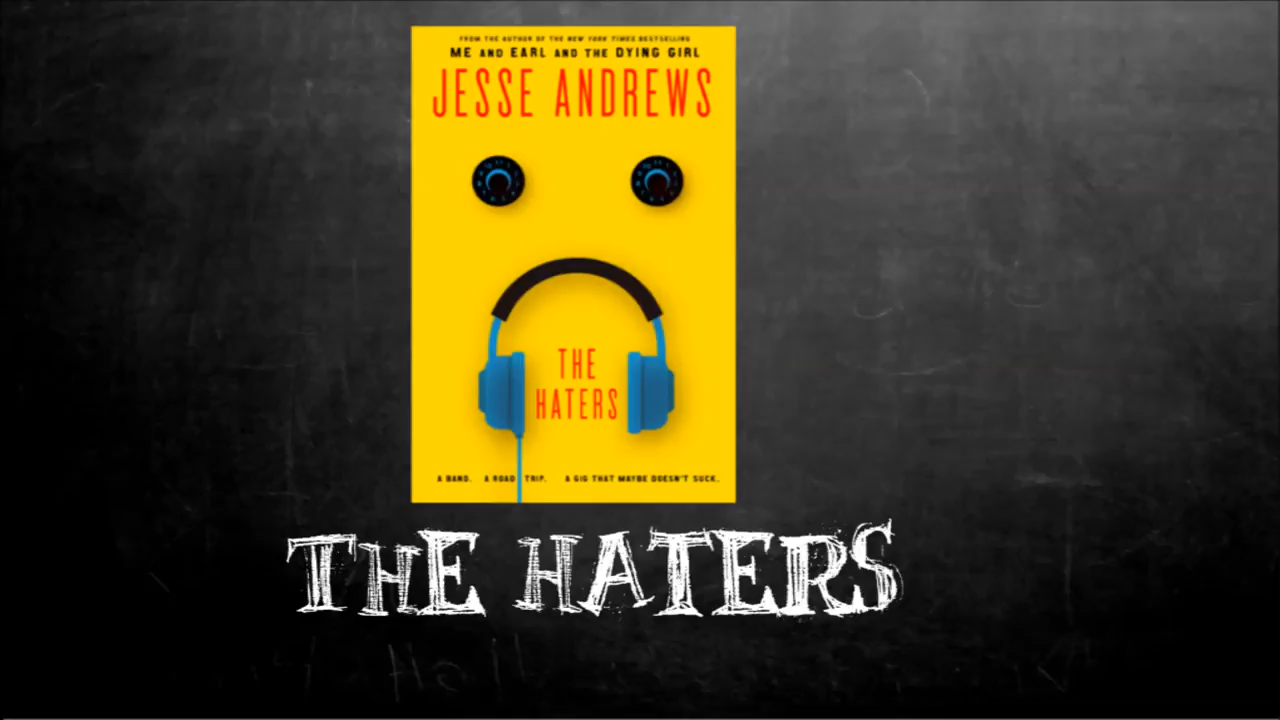 FROM THE AUTHOR OF THE NEW YORK TIMES BESTSELLING
ME AND EARL AND THE DYING GIRL
JESSE ANDREWS
THE
HATERS
A BAND. A ROAD TRIP. A GIG THAT MAYBE DOESN'T SUCK.
THE HATERS